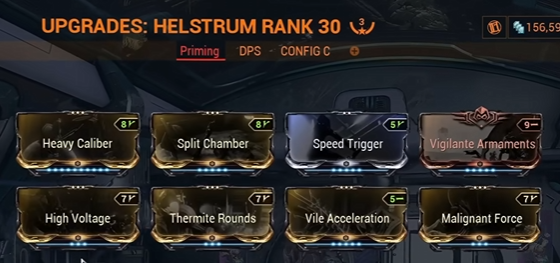 UPGRADES: HELSTRUM RANK 30 3
156,59
Priming DPS CONFIG C
8 8 5 9
Heavy Caliber Split Chamber Speed Trigger Vigilante Armaments
7 7 5 7
High Voltage Thermite Rounds Vile Acceleration Malignant Force